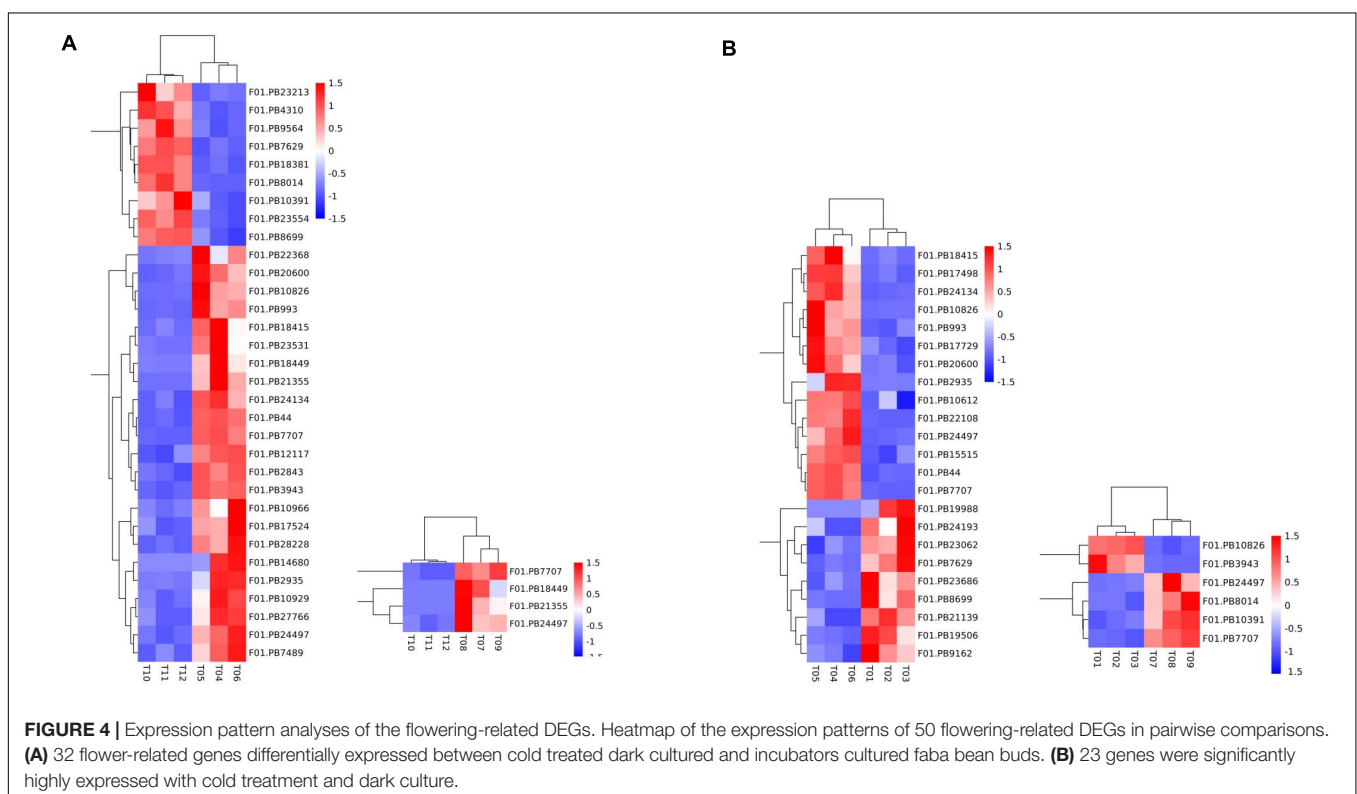 A
B
F01.PB23213
F01.PB4310
F01.PB9564
F01.PB7629
F01.PB18381
F01.PB8014
F01.PB10391
F01.PB23554
F01.PB8699
F01.PB22368
F01.PB20600
F01.PB10826
F01.PB993
F01.PB18415
F01.PB23531
F01.PB18449
F01.PB21355
F01.PB24134
F01.PB44
F01.PB7707
F01.PB12117
F01.PB2843
F01.PB3943
F01.PB10966
F01.PB17524
F01.PB28228
F01.PB14680
F01.PB2935
F01.PB10929
F01.PB27766
F01.PB24497
F01.PB7489
T10 T11 T12 T05 T04 T06
1.5
1
0.5
0
-0.5
-1
-1.5
F01.PB7707
F01.PB18449
F01.PB21355
F01.PB24497
T10 T11 T12 T08 T07 T09
1.5
1
0.5
0
-0.5
-1
F01.PB18415
F01.PB17498
F01.PB24134
F01.PB10826
F01.PB993
F01.PB17729
F01.PB20600
F01.PB2935
F01.PB10612
F01.PB22108
F01.PB24497
F01.PB15515
F01.PB44
F01.PB7707
F01.PB19988
F01.PB24193
F01.PB23062
F01.PB7629
F01.PB23686
F01.PB8699
F01.PB21139
F01.PB19506
F01.PB9162
T05 T04 T06 T01 T02 T03
1.5
1
0.5
0
-0.5
-1
-1.5
F01.PB10826
F01.PB3943
F01.PB24497
F01.PB8014
F01.PB10391
F01.PB7707
T01 T02 T03 T07 T08 T09
1.5
1
0.5
0
-0.5
-1
-1.5
FIGURE 4 | Expression pattern analyses of the flowering-related DEGs. Heatmap of the expression patterns of 50 flowering-related DEGs in pairwise comparisons.
(A) 32 flower-related genes differentially expressed between cold treated dark cultured and incubators cultured faba bean buds. (B) 23 genes were significantly
highly expressed with cold treatment and dark culture.